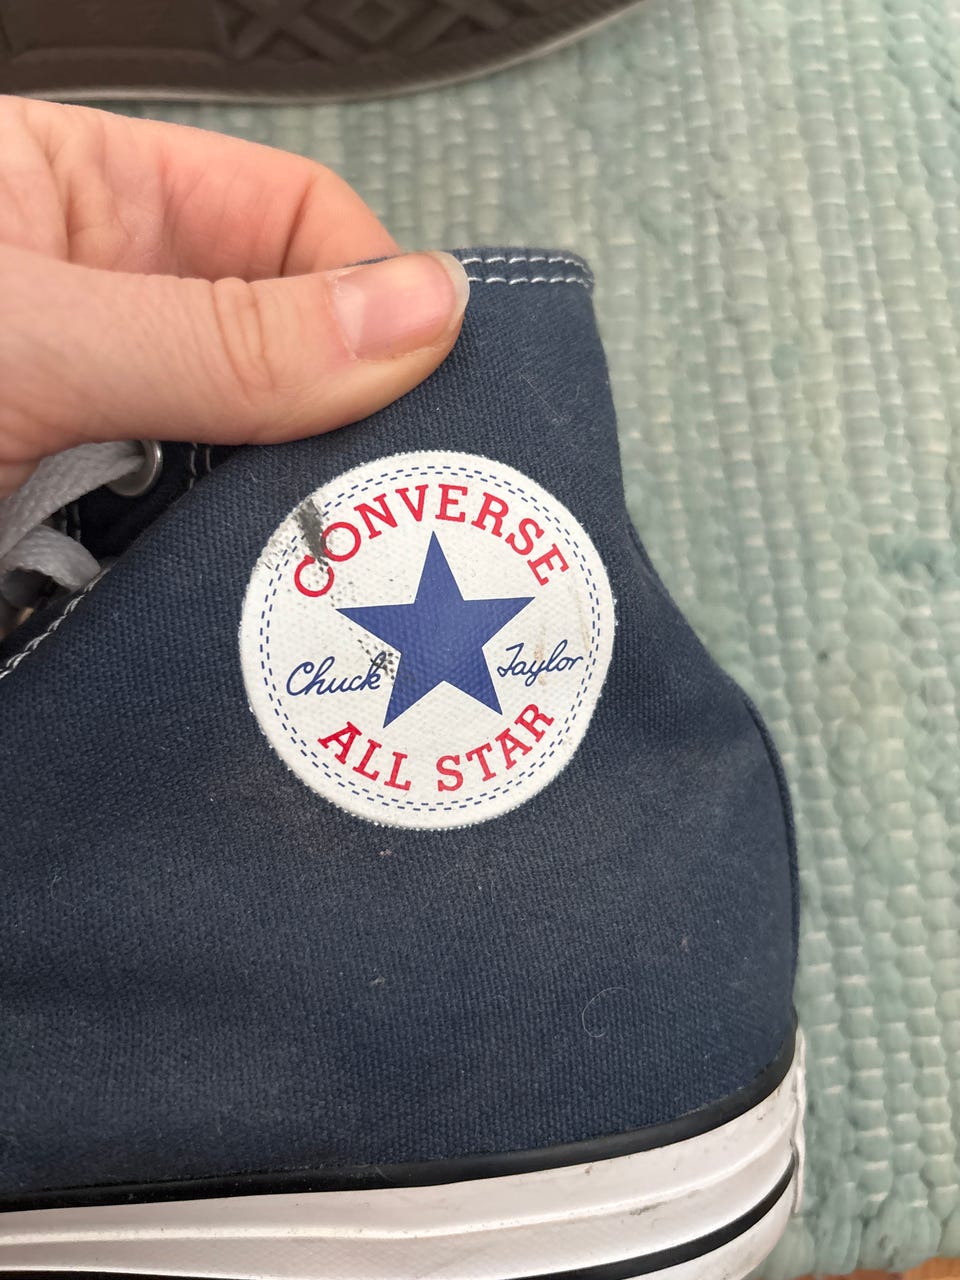 CONVERSE
Chuck Taylor
ALL STAR